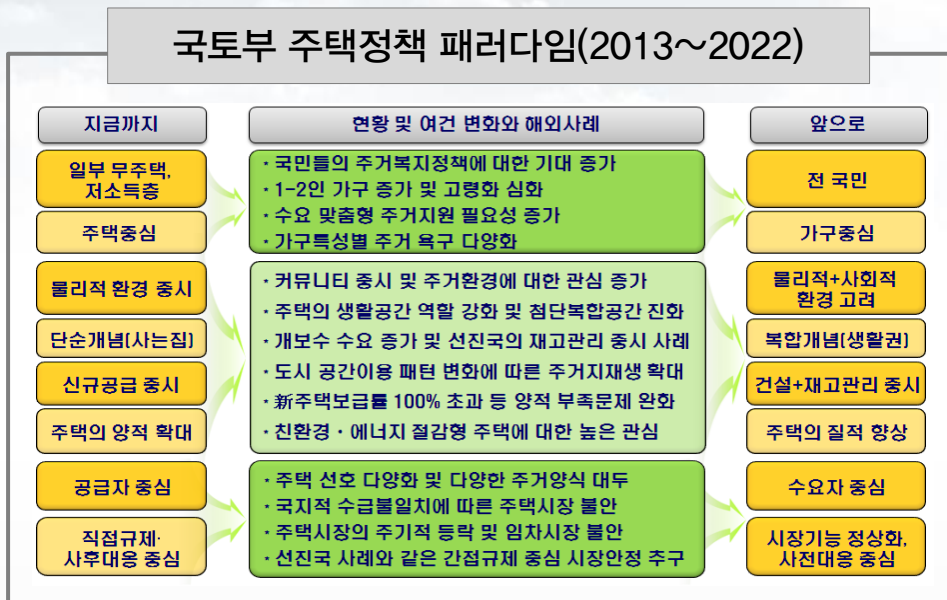 국토부 주택정책 패러다임(2013~2022)
지금까지
현황 및 여건 변화와 해외사례
앞으로
일부 무주택,
저소득층
주택중심
· 국민들의 주거복지정책에 대한 기대 증가
· 1-2인 가구 증가 및 고령화 심화
· 수요 맞춤형 주거지원 필요성 증가
· 가구특성별 주거 욕구 다양화
전 국민
가구중심
물리적 환경 중시
단순개념(사는집)
신규공급 중시
주택의 양적 확대
· 커뮤니티 중시 및 주거환경에 대한 관심 증가
· 주택의 생활공간 역할 강화 및 첨단복합공간 진화
· 개보수 수요 증가 및 선진국의 재고관리 중시 사례
· 도시 공간이용 패턴 변화에 따른 주거지재생 확대
· 新주택보급률 100% 초과 등 양적 부족문제 완화
· 친환경 · 에너지 절감형 주택에 대한 높은 관심
물리적+사회적
환경 고려
복합개념(생활권)
건설+재고관리 중시
주택의 질적 향상
공급자 중심
직접규제·
사후대응 중심
· 주택 선호 다양화 및 다양한 주거양식 대두
· 국지적 수급불일치에 따른 주택시장 불안
· 주택시장의 주기적 등락 및 임차시장 불안
· 선진국 사례와 같은 간접규제 중심 시장안정 추구
수요자 중심
시장기능 정상화,
사전대응 중심